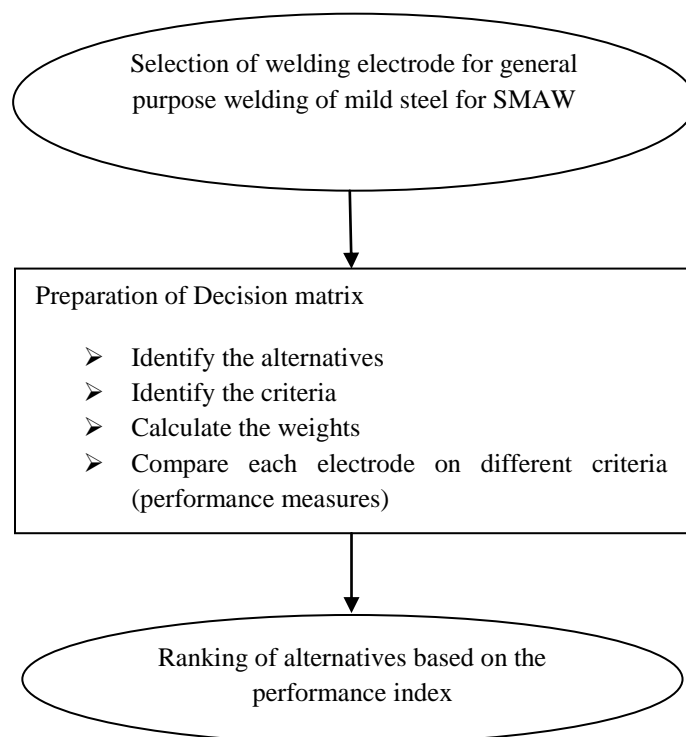 Selection of welding electrode for general
purpose welding of mild steel for SMAW
Preparation of Decision matrix
➢ Identify the alternatives
➢ Identify the criteria
➢ Calculate the weights
➢ Compare each electrode on different criteria
(performance measures)
Ranking of alternatives based on the
performance index